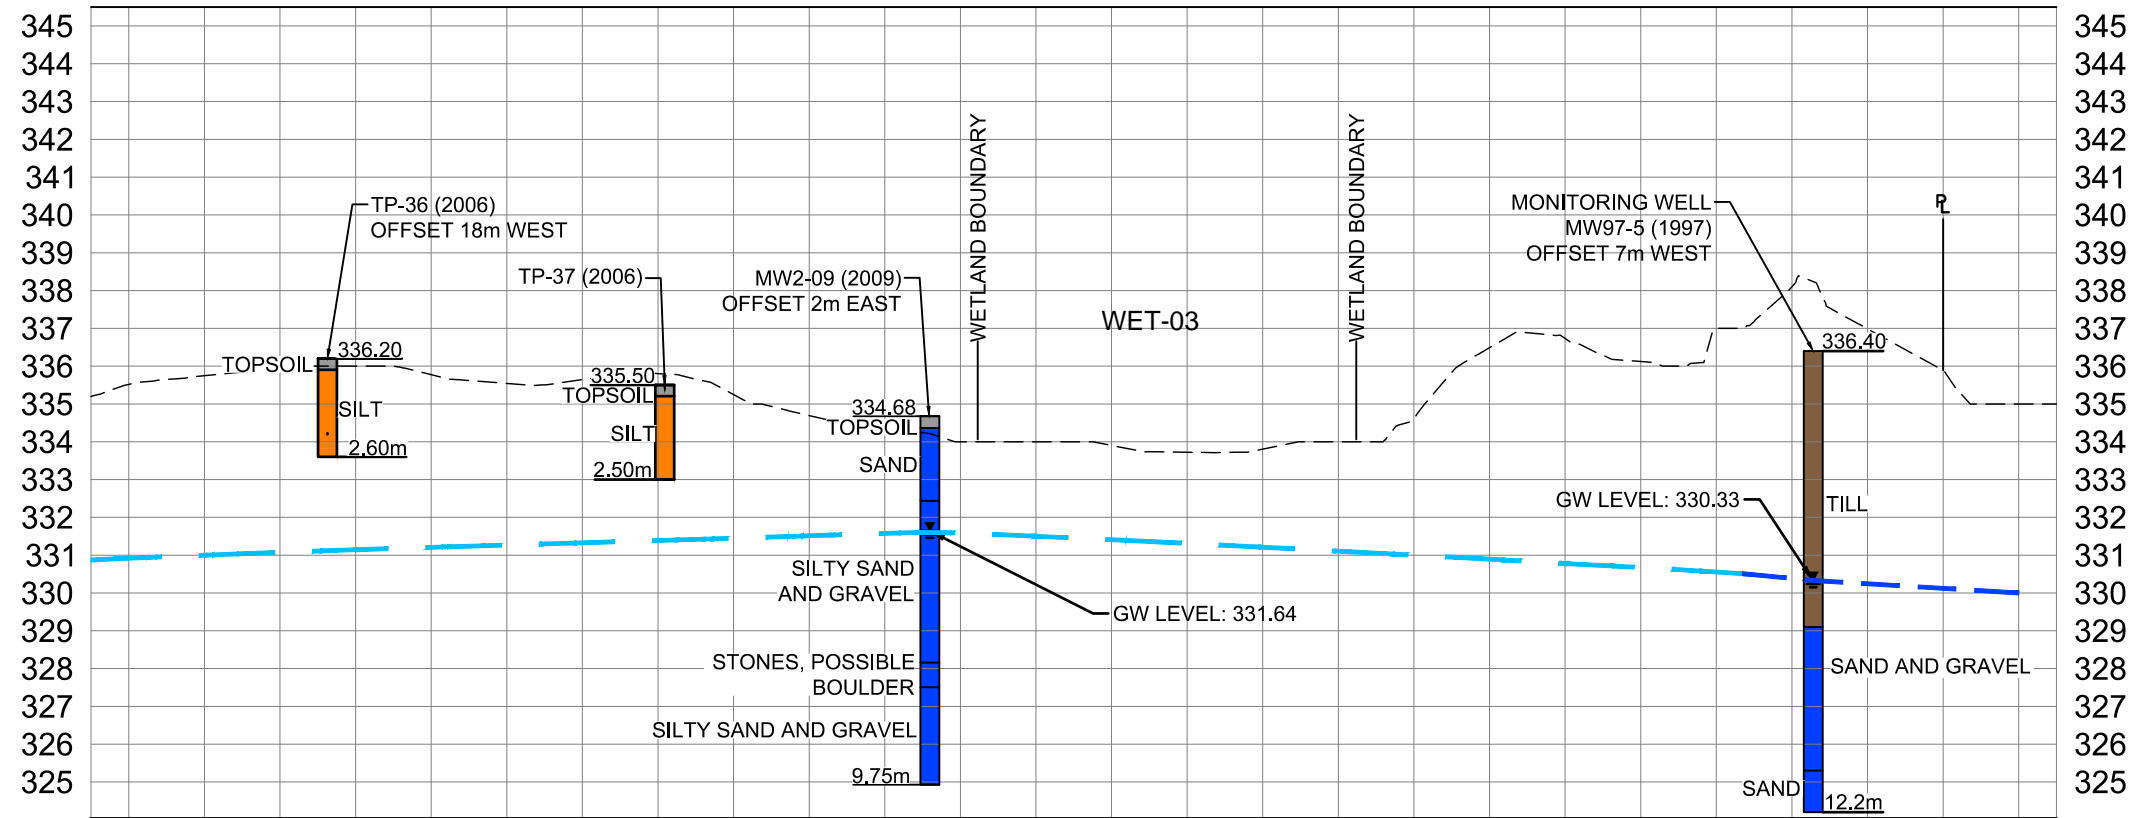 345 345
344 344
343 343
342 342
341 341
340 340
339 339
338 338
337 337
336 336
335 335
334 334
333 333
332 332
331 331
330 330
329 329
328 328
327 327
326 326
325 325
TP-36 (2006)
OFFSET 18m WEST
TOPSOIL
336.20
SILT
2.60m
TP-37 (2006)
335.50
TOPSOIL
SILT
2.50m
MW2-09 (2009)
OFFSET 2m EAST
334.68
TOPSOIL
SAND
SILTY SAND
AND GRAVEL
STONES, POSSIBLE
BOULDER
SILTY SAND AND GRAVEL
9.75m
GW LEVEL: 331.64
WETLAND BOUNDARY
WET-03
WETLAND BOUNDARY
MONITORING WELL
MW97-5 (1997)
OFFSET 7m WEST
336.40
GW LEVEL: 330.33
TILL
SAND AND GRAVEL
SAND
12.2m
PL